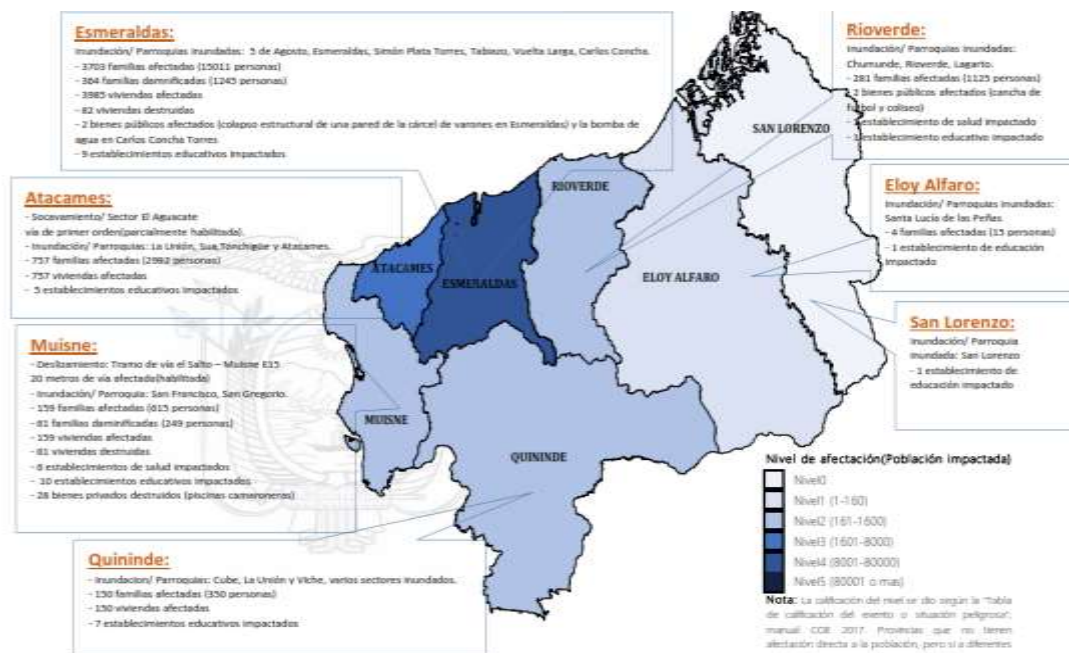 Esmeraldas:
Inundación/ Parroquias Inundadas: 5 de Agosto, Esmeraldas, Simón Plata Torres, Tabiazo, Vuelta Larga, Carlos Concha.
- 3703 familias afectadas (15011 personas)
- 364 familias damnificadas (1245 personas)
- 3985 viviendas afectadas
- 82 viviendas destruidas
- 2 bienes públicos afectados (colapso estructural de una pared de la cárcel de varones en Esmeraldas) y la bomba de
agua en Carlos Concha Torres
- 9 establecimientos educativos impactados
Rioverde:
Inundación/ Parroquias Inundadas:
Chumunde, Rioverde, Lagarto.
- 281 familias afectadas (1125 personas)
- 2 bienes públicos afectados (cancha de
futbol y coliseo)
establecimiento de salud impactado
establecimiento educativo impactado
Atacames:
- Socavamiento/ Sector El Aguacate
vía de primer orden(parcialmente habilitada).
- Inundación/ Parroquias: La Unión, Sua,Tonchigüe y Atacames.
- 757 familias afectadas (2982 personas)
- 757 viviendas afectadas
- 5 establecimientos educativos impactados
Eloy Alfaro:
Inundación/ Parroquias Inundadas:
Santa Lucía de las Peñas.
- 4 familias afectadas (15 personas)
- 1 establecimiento de educación
impactado
San Lorenzo:
Inundación/ Parroquia
Inundada: San Lorenzo
- 1 establecimiento de
educación impactado
Muisne:
- Deslizamiento: Tramo de vía el Salto – Muisne E15
20 metros de vía afectada(habilitada)
- Inundación/ Parroquia: San Francisco, San Gregorio.
- 159 familias afectadas (615 personas)
- 81 familias daminificadas (249 personas)
- 159 viviendas afectadas
- 81 viviendas destruidas
- 6 establecimientos de salud impactados
- 10 establecimientos educativos impactados
- 28 bienes privados destruidos (piscinas camaroneras)
Quininde:
- Inundacion/ Parroquias: Cube, La Unión y Viche, varios sectores inundados.
- 150 familias afectadas (350 personas)
- 150 viviendas afectadas
- 7 establecimientos educativos impactados
SAN LORENZO
RIOVERDE
ATACAMES
ESMERALDAS
ELOY ALFARO
MUISNE
QUININDE
Nivel de afectación(Población impactada)
Nivel0
Nivel1 (1-160)
Nivel2 (161-1600)
Nivel3 (1601-8000)
Nivel4 (8001-80000)
Nivel5 (80001 o mas)
Nota: La calificación del nivel se dio según la "Tabla
de calificación del evento o situación peligrosa",
manual COE 2017. Provincias que no tienen
afectación directa a la población, pero si a diferentes